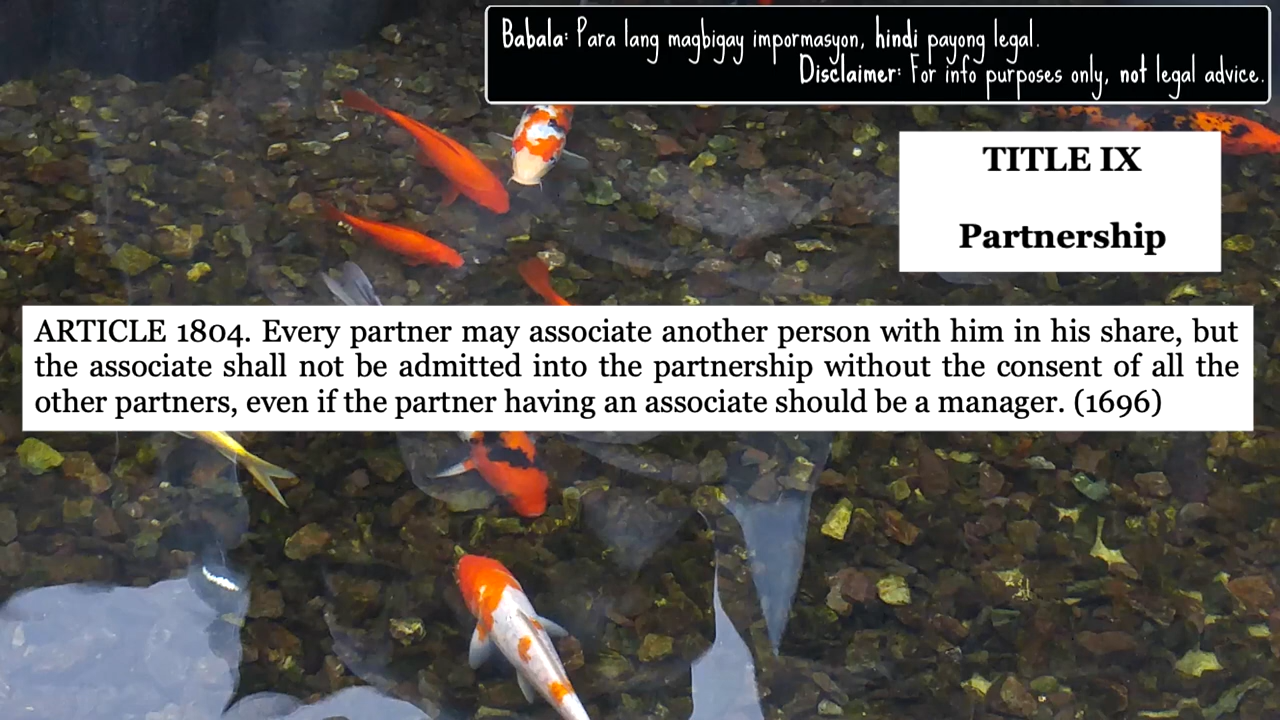 Babala: Para lang magbigay impormasyon, hindi payong legal.
Disclaimer: For info purposes only, not legal advice.
TITLE IX
Partnership
ARTICLE 1804. Every partner may associate another person with him in his share, but
the associate shall not be admitted into the partnership without the consent of all the
other partners, even if the partner having an associate should be a manager. (1696)